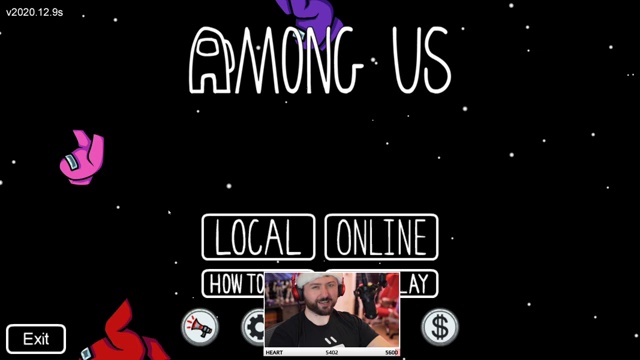 v2020.12.9s
AMONG US
LOCAL ONLINE
HOW TO LAY
Exit
$
HEART 5402 5600